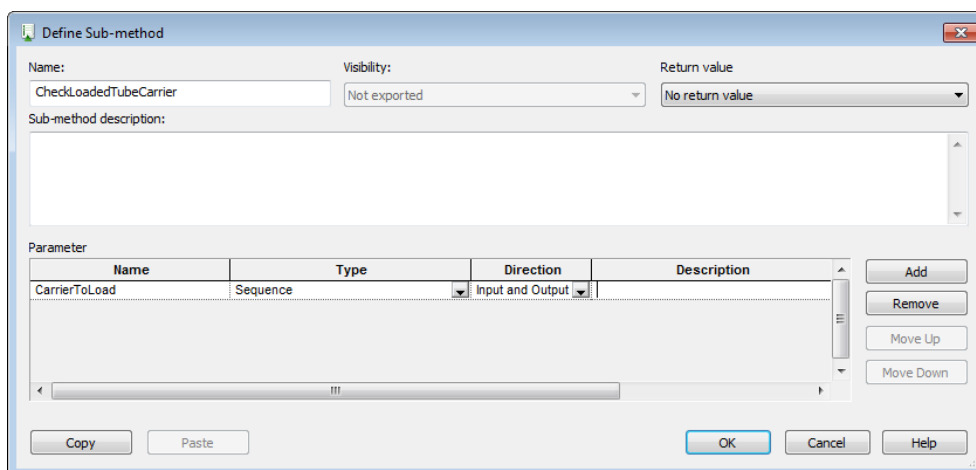 Define Sub-method
Name: Visibility: Return value
CheckLoadedTubeCarrier Not exported No return value
Sub-method description:
Parameter
Name Type Direction Description
CarrierToLoad Sequence Input and Output
Add
Remove
Move Up
Move Down
Copy Paste OK Cancel Help